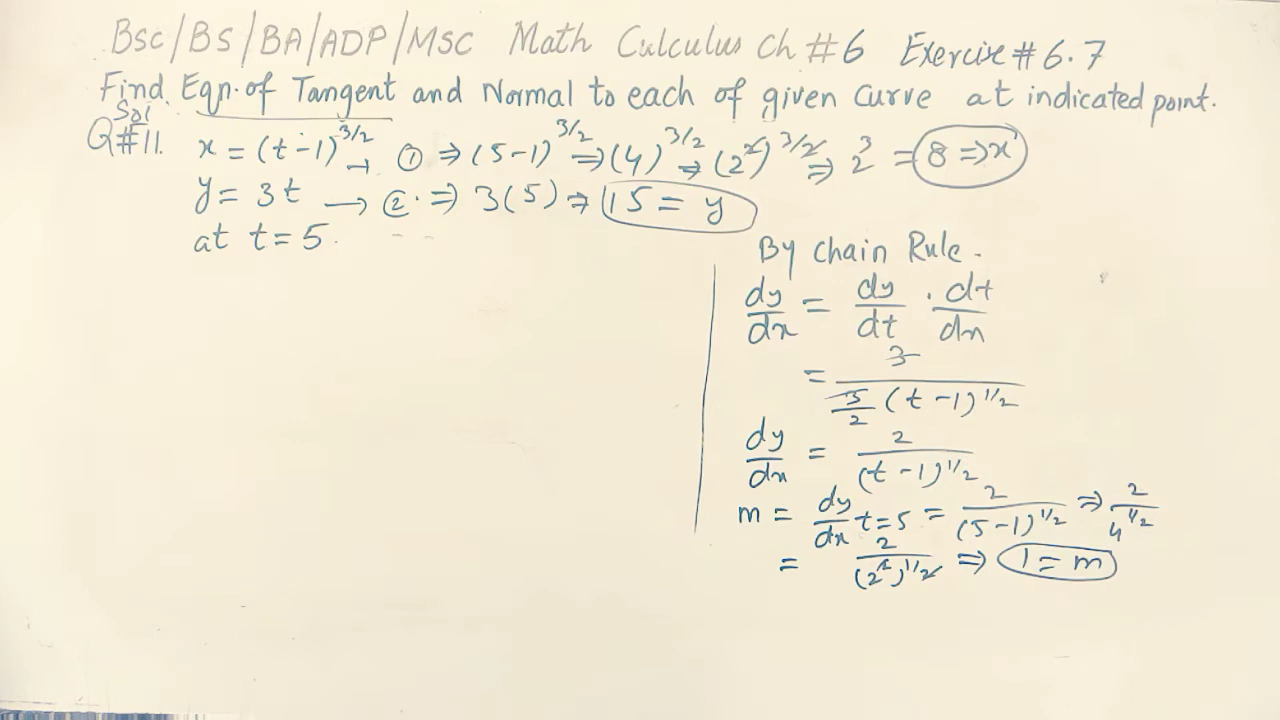 Bsc/BS/BA/ADP/MSC Math Calculus Ch #6 Exercise # 6.7
Find Eqn. of Tangent and Normal to each of given Curve at indicated point.
Sol
Q#11. x = (t-1)^3/2 → ① ⇒ (5-1)^3/2 ⇒ (4)^3/2 ⇒ (2^2)^3/2 ⇒ 2^3 = 8 ⇒ x
y = 3t → ② ⇒ 3(5) ⇒ 15 = y
at t = 5.
By Chain Rule.
dy/dx = dy/dt . dt/dx
= 3 / 3/2 (t-1)^1/2
dy/dx = 2 / (t-1)^1/2
m = dy/dx t=5 = 2 / (5-1)^1/2 ⇒ 2 / 4^1/2
= 2 / (2^2)^1/2 ⇒ 1 = m